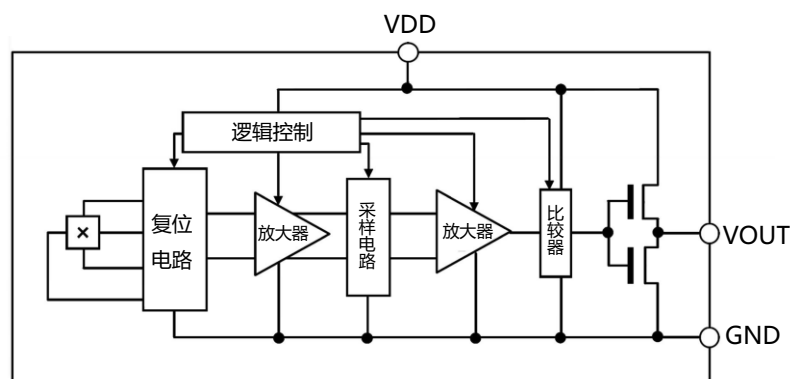 VDD
逻辑控制
复位
电路
×
放大器
采
样
电
路
放大器
比
较
器
VOUT
GND